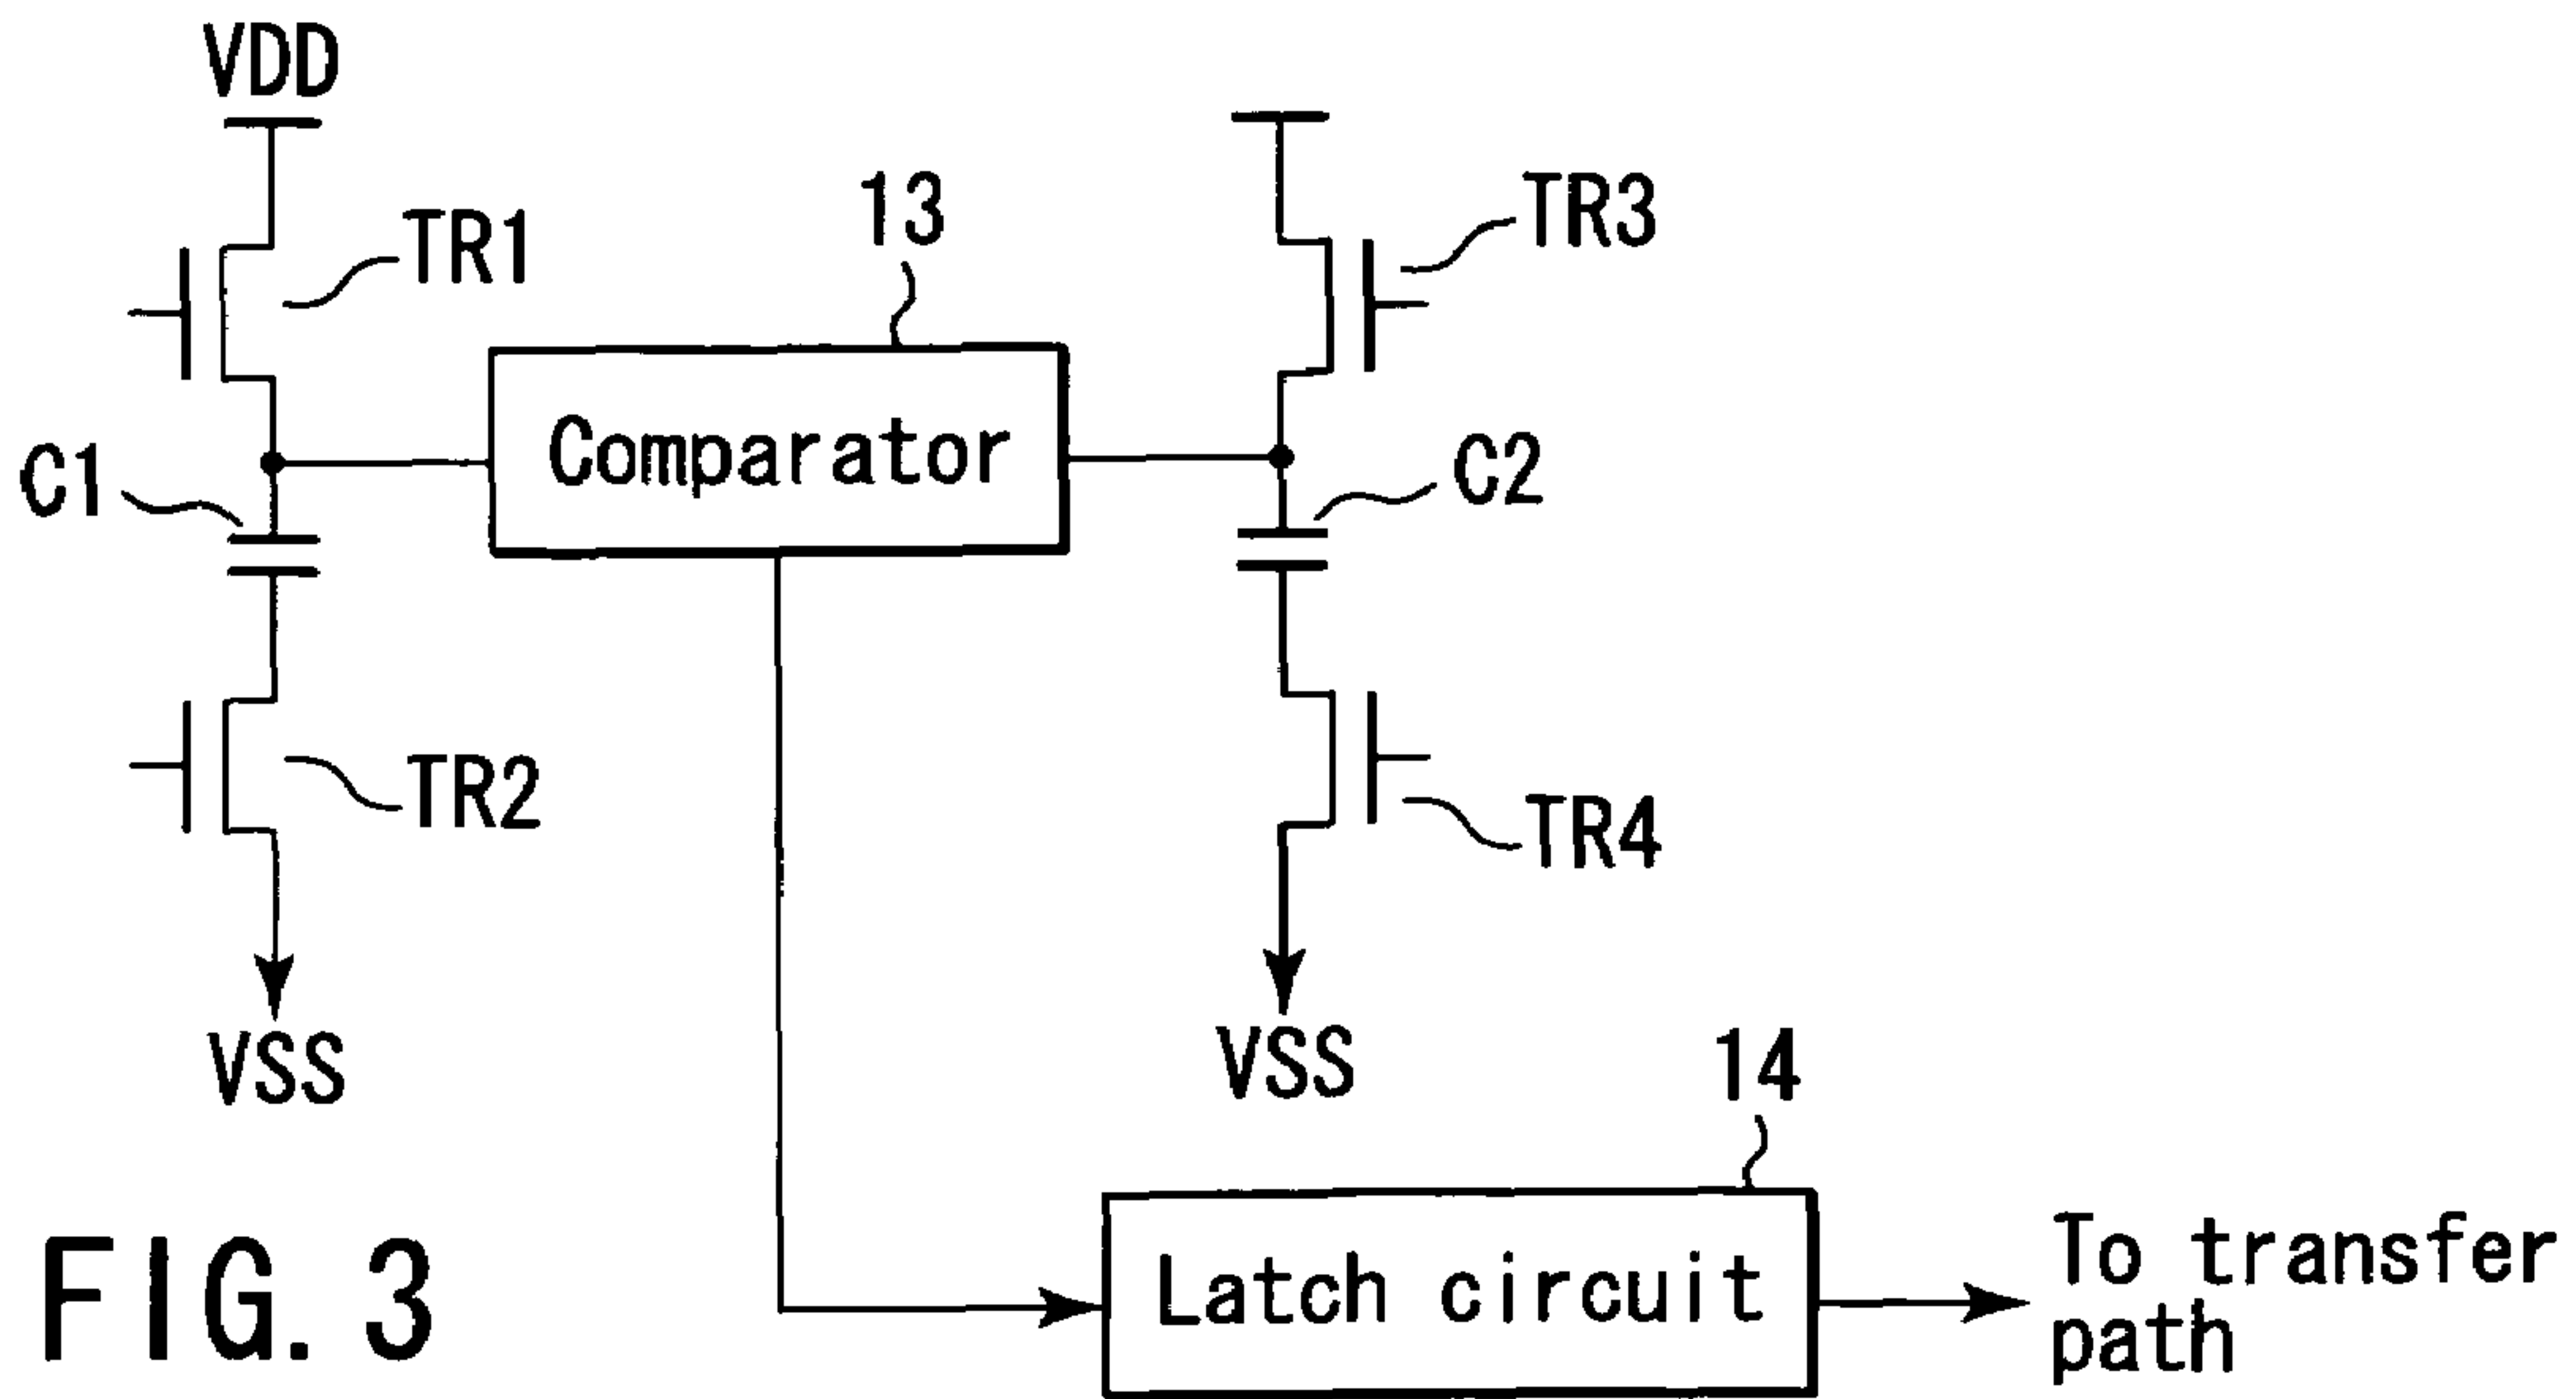 VDD
TR1
13
TR3
Comparator
C1
C2
TR2
TR4
VSS
VSS
14
Latch circuit
To transfer
path
FIG. 3